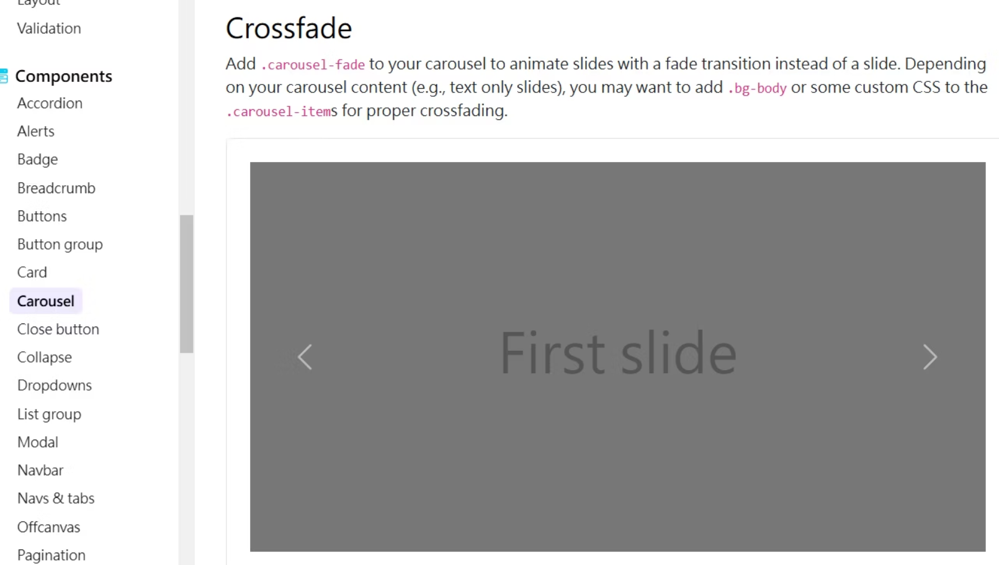 Layout
Validation
Components
Accordion
Alerts
Badge
Breadcrumb
Buttons
Button group
Card
Carousel
Close button
Collapse
Dropdowns
List group
Modal
Navbar
Navs & tabs
Offcanvas
Pagination
Crossfade
Add .carousel-fade to your carousel to animate slides with a fade transition instead of a slide. Depending
on your carousel content (e.g., text only slides), you may want to add .bg-body or some custom CSS to the
.carousel-items for proper crossfading.
First slide